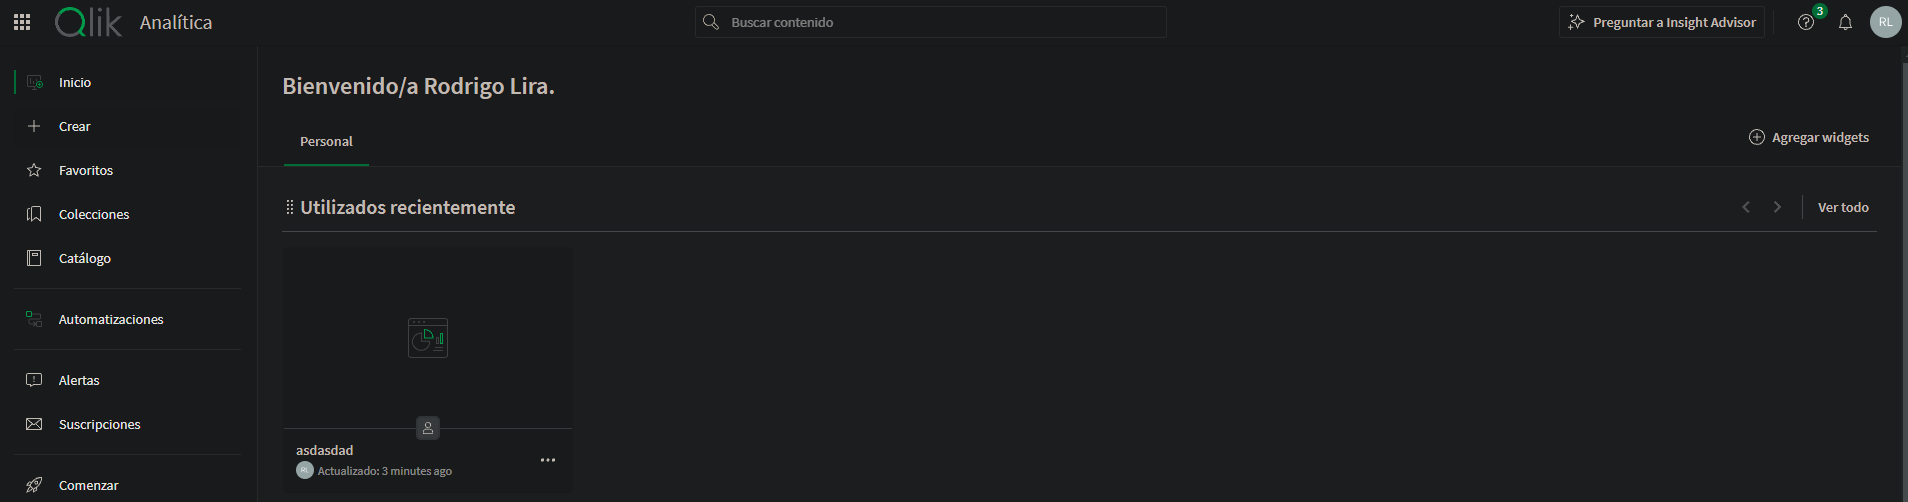 Qlik Analítica
Buscar contenido
Preguntar a Insight Advisor
3
RL
Inicio
Crear
Favoritos
Colecciones
Catálogo
Automatizaciones
Alertas
Suscripciones
Comenzar
Bienvenido/a Rodrigo Lira.
Personal
Agregar widgets
Utilizados recientemente
Ver todo
asdasdad
RL Actualizado: 3 minutes ago